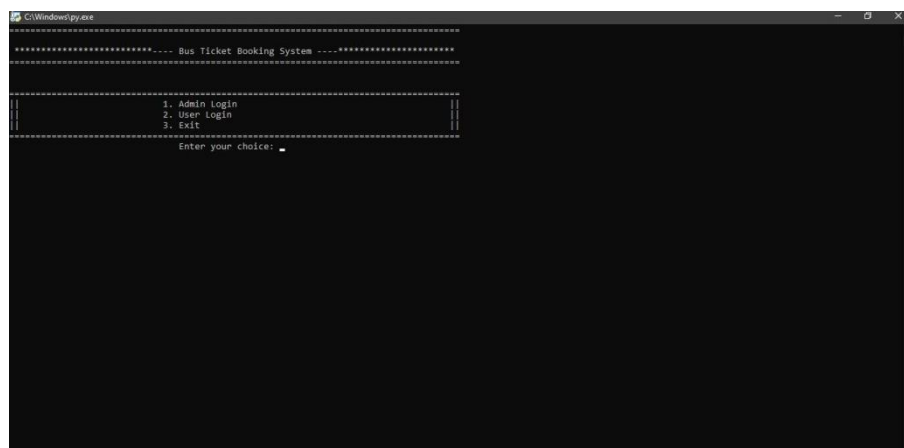 C:\Windows\py.exe
=====================================================================================
**************************---- Bus Ticket Booking System ----**********************
=====================================================================================
=====================================================================================
|| 1. Admin Login ||
|| 2. User Login ||
|| 3. Exit ||
=====================================================================================
Enter your choice: _